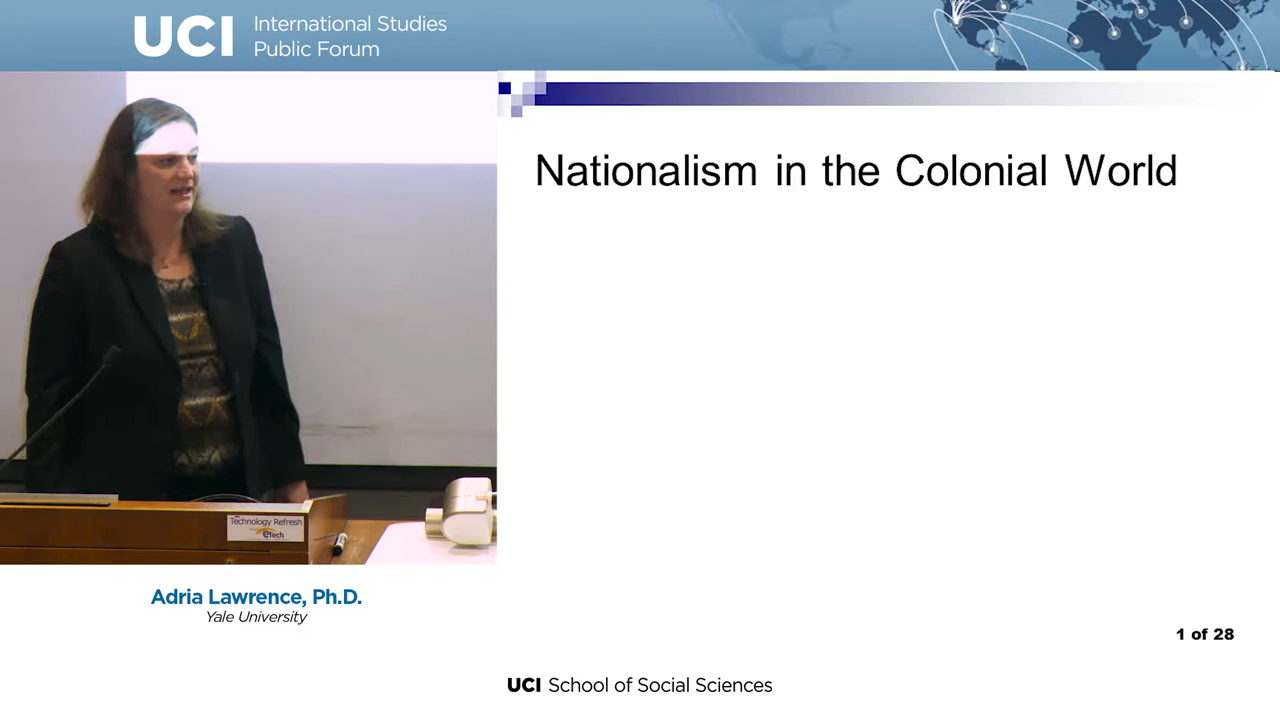 UCI International Studies
Public Forum
Nationalism in the Colonial World
Technology Refresh
eTech
Adria Lawrence, Ph.D.
Yale University
1 of 28
UCI School of Social Sciences